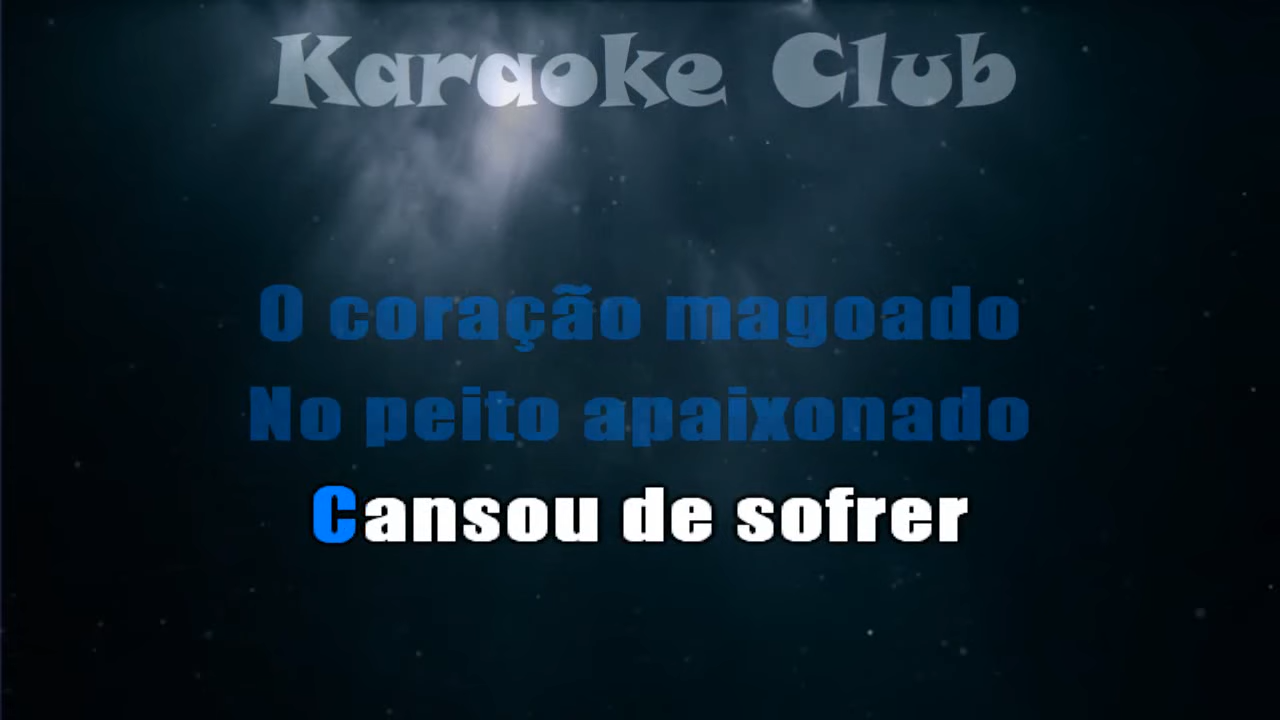 Karaoke Club
O coração magoado
No peito apaixonado
Cansou de sofrer